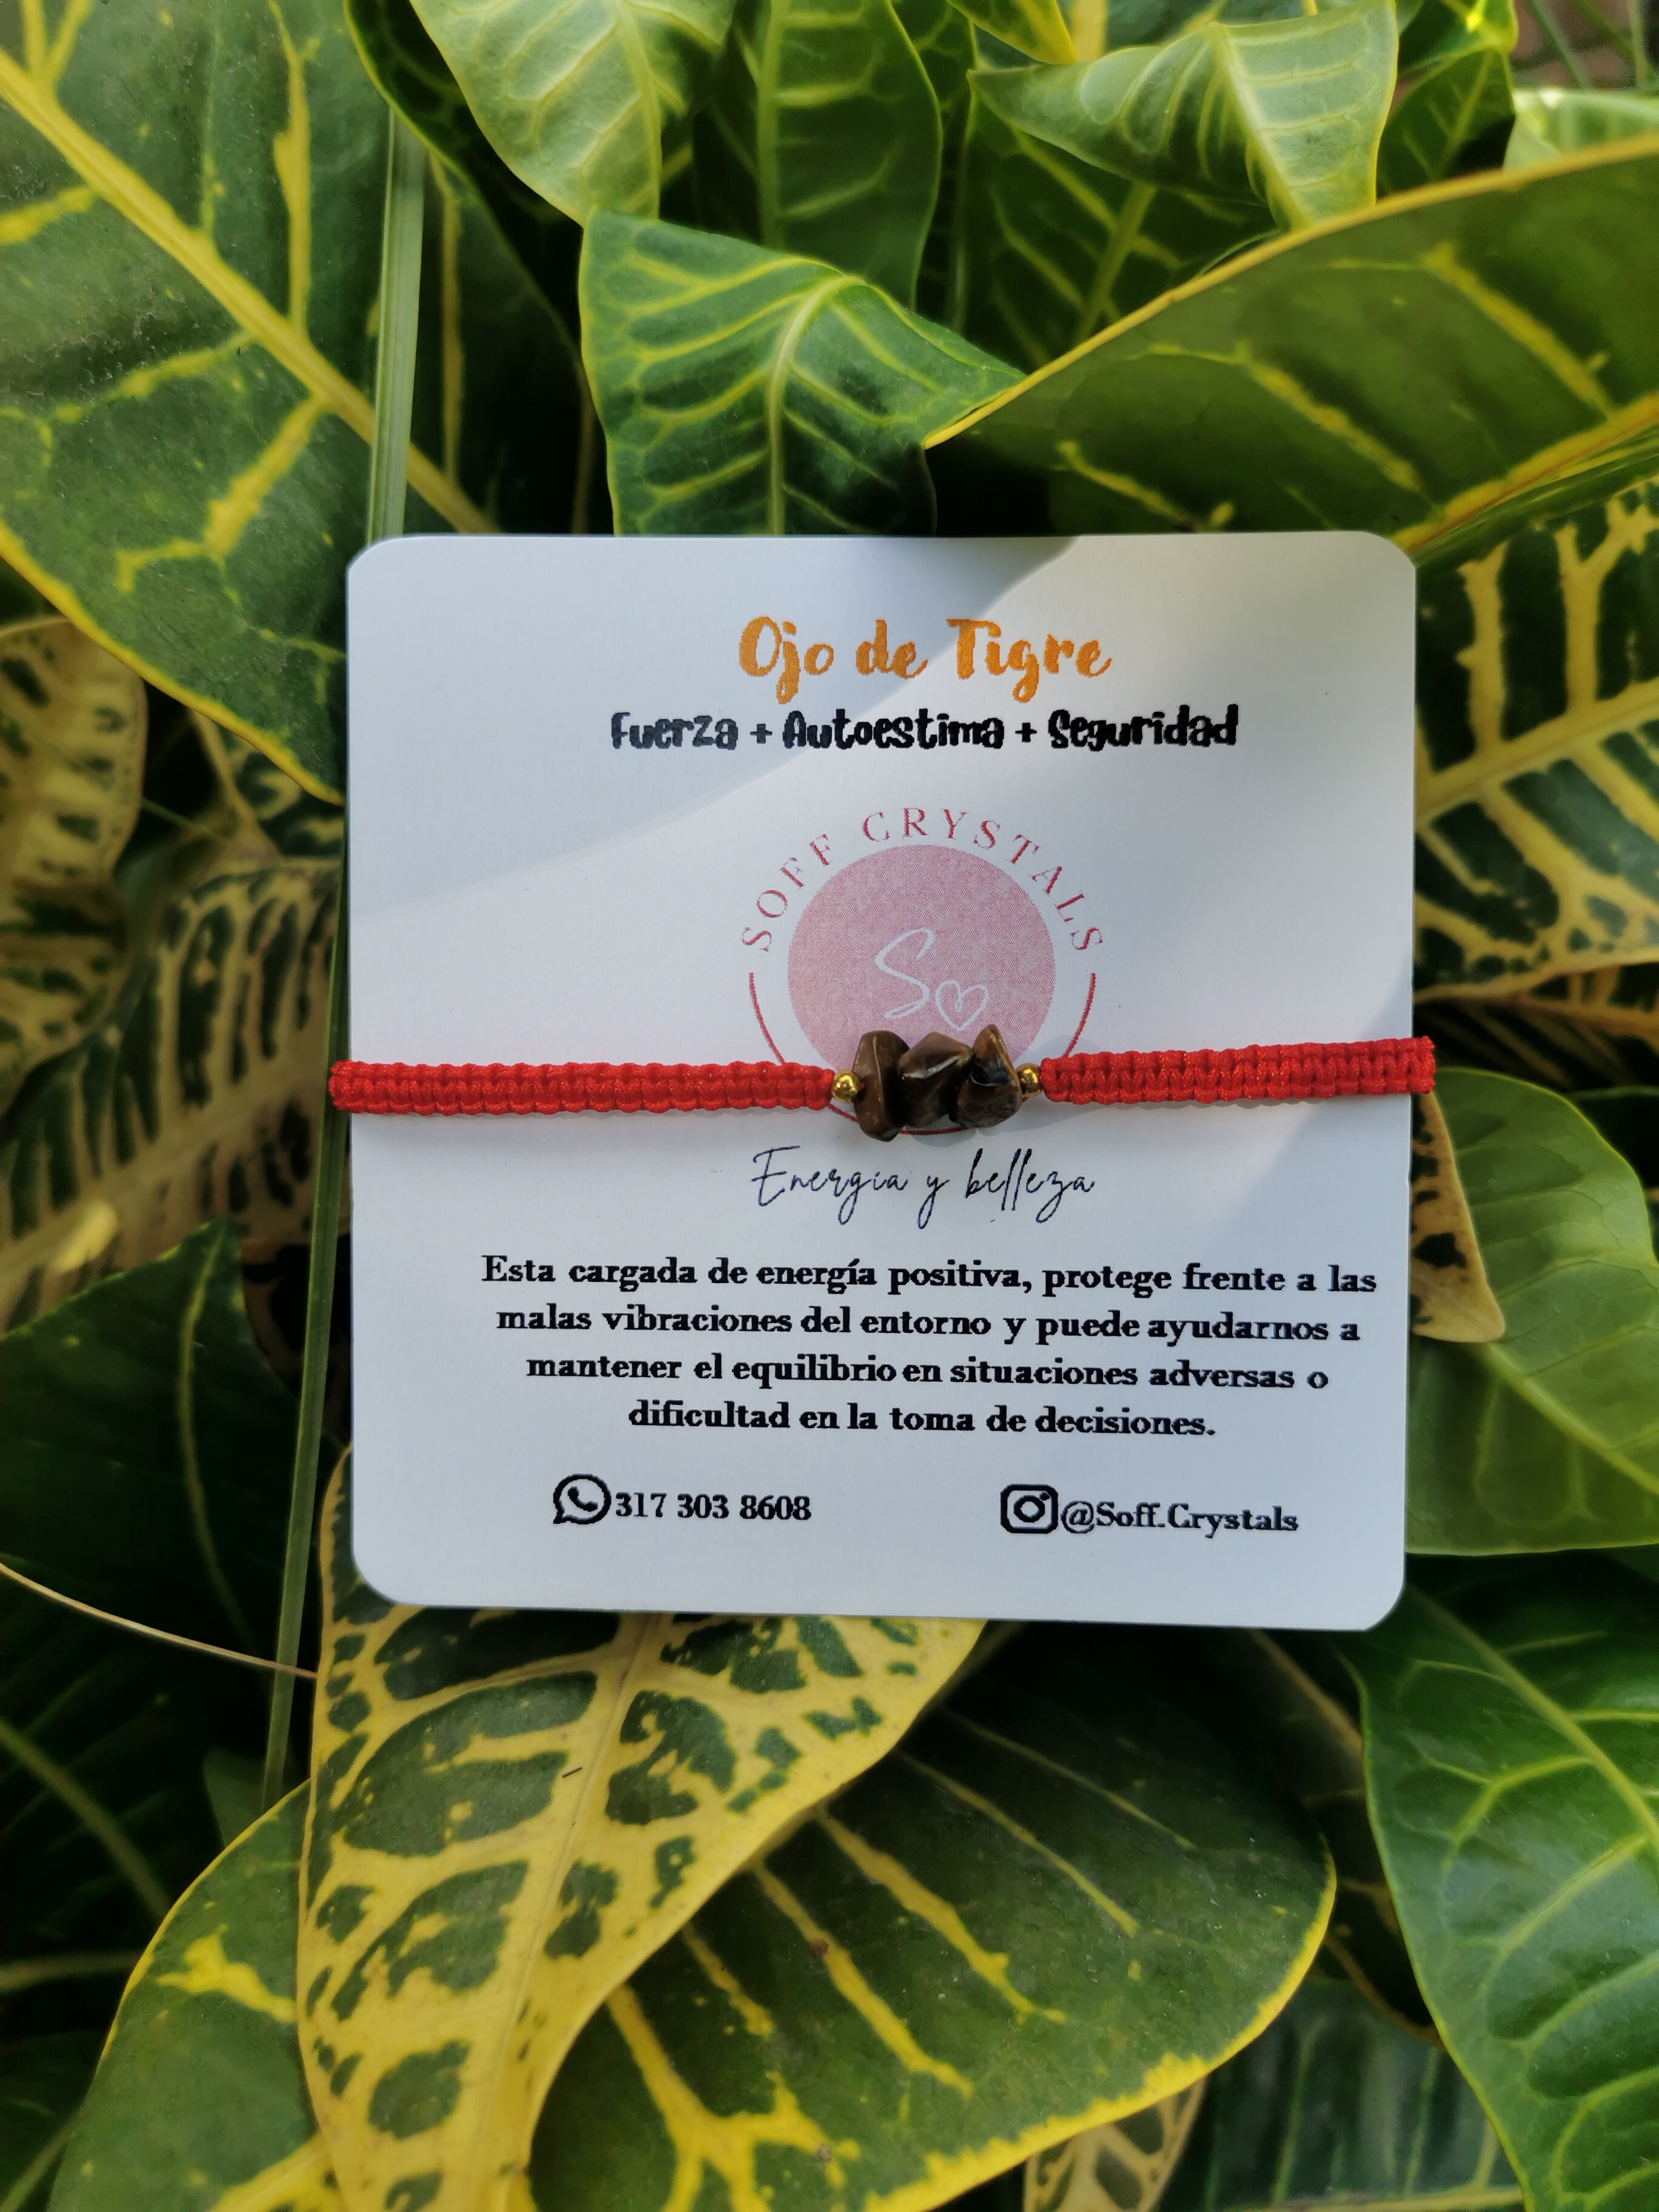 Ojo de Tigre
Fuerza + Autoestima + Seguridad
SOFF CRYSTALS
S
Energia y belleza
Esta cargada de energía positiva, protege frente a las
malas vibraciones del entorno y puede ayudarnos a
mantener el equilibrio en situaciones adversas o
dificultad en la toma de decisiones.
317 303 8608
@Soff.Crystals